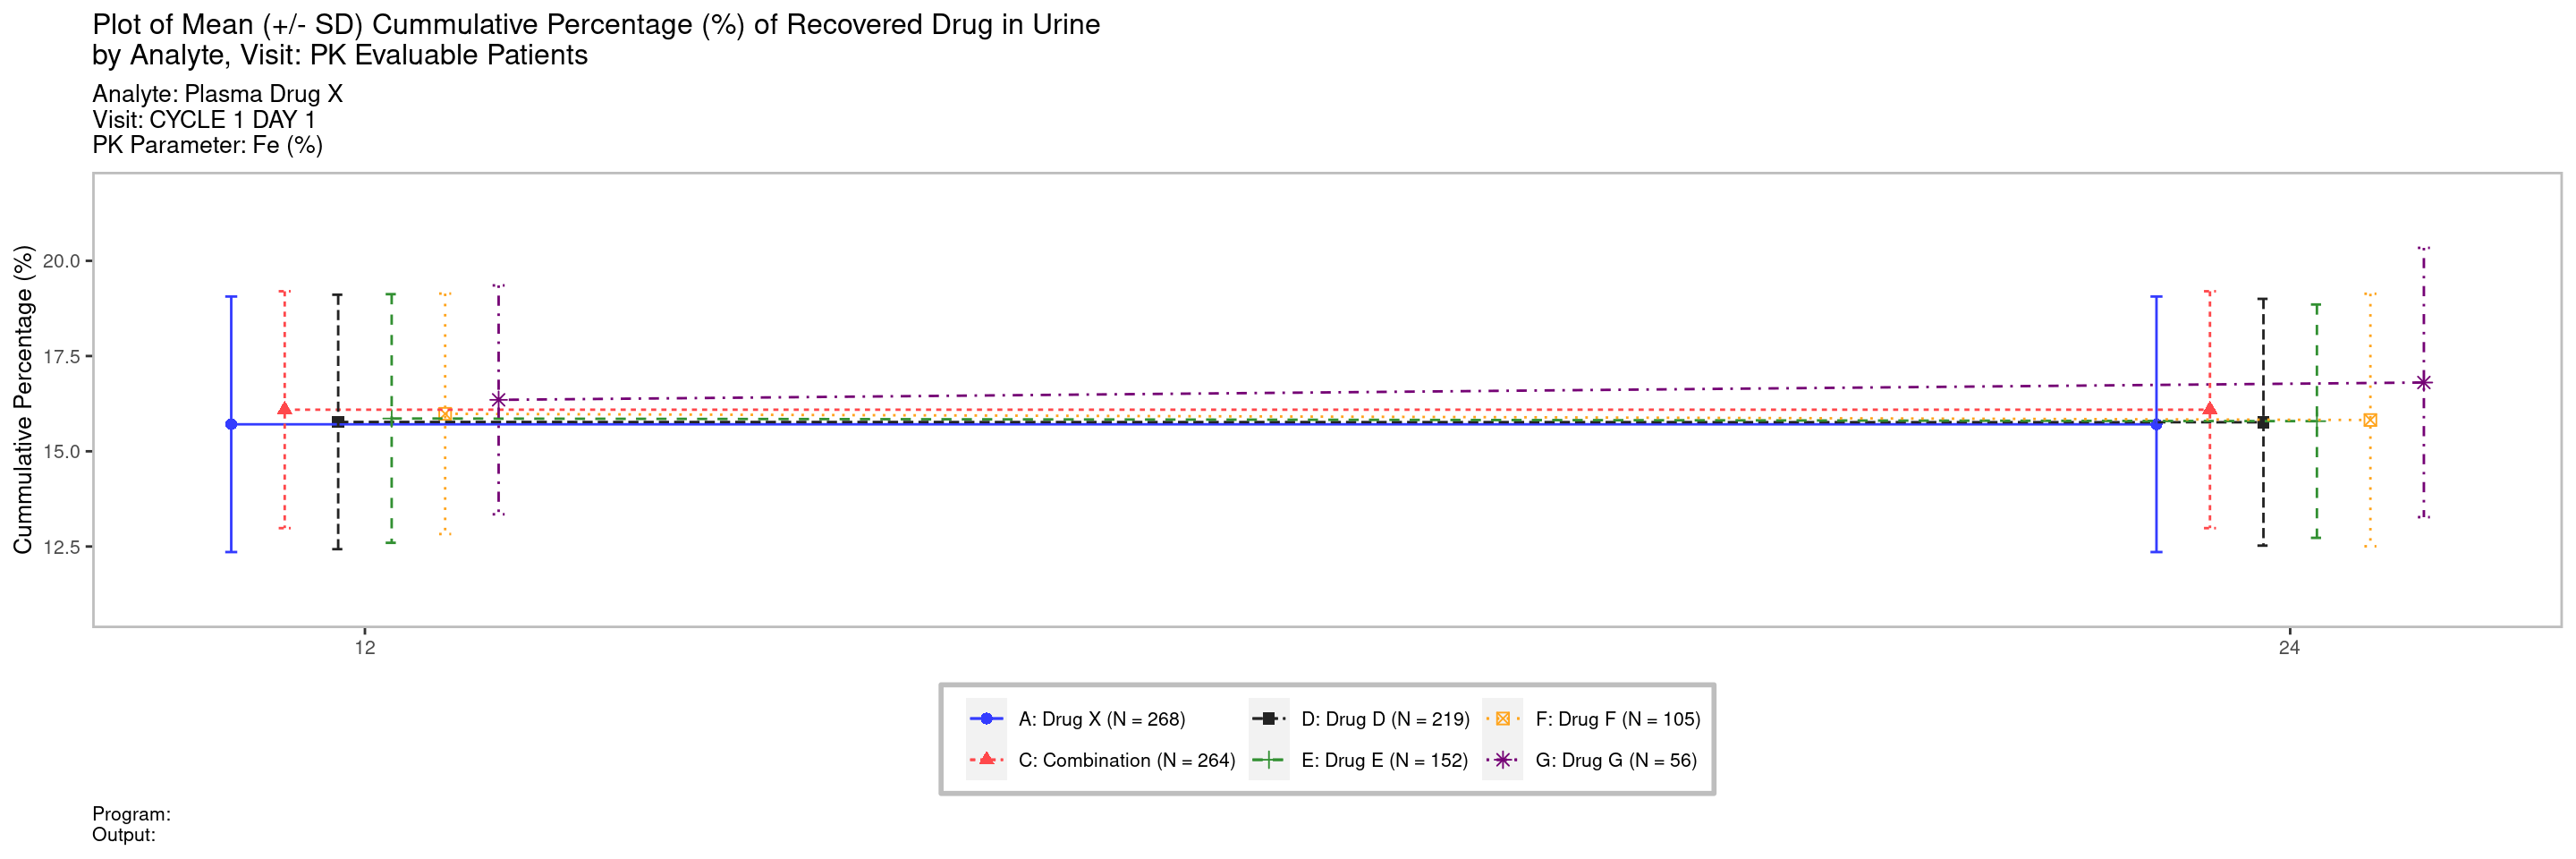 Plot of Mean (+/- SD) Cummulative Percentage (%) of Recovered Drug in Urine
by Analyte, Visit: PK Evaluable Patients
Analyte: Plasma Drug X
Visit: CYCLE 1 DAY 1
PK Parameter: Fe (%)
Cummulative Pe Percentage (%)
20.0
17.5
15.0
12.5
12
24
A: Drug X (N = 268)
D: Drug D (N = 219)
F: Drug F (N = 105)
C: Combination (N = 264)
E: Drug E (N = 152)
G: Drug G (N = 56)
Program:
Output: